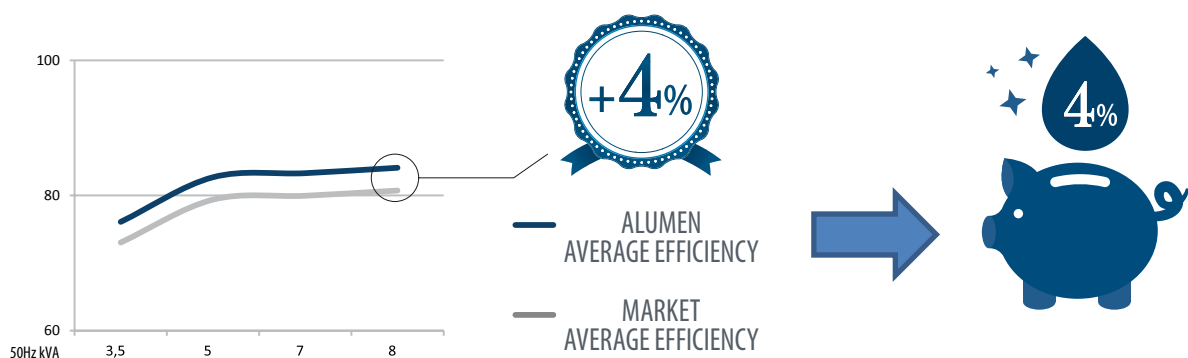 100
80
60
50Hz kVA
3,5
5
7
8
+4%
ALUMEN
AVERAGE EFFICIENCY
MARKET
AVERAGE EFFICIENCY
4%